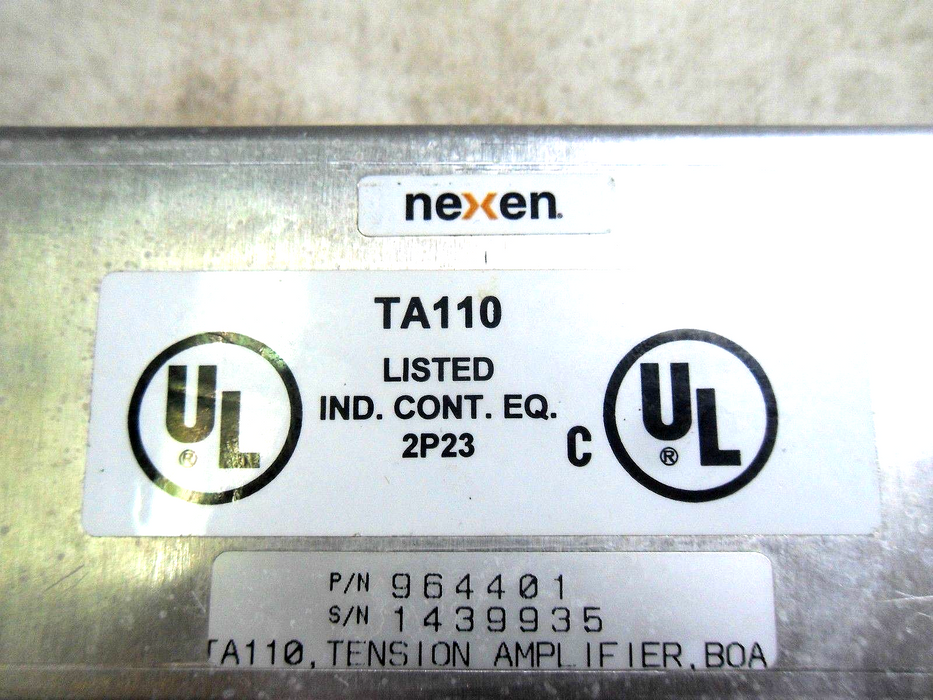 nexen.
TA110
LISTED
IND. CONT. EQ.
2P23
UL ®
C UL ®
P/N 964401
S/N 1439935
TA110, TENSION AMPLIFIER, BOA